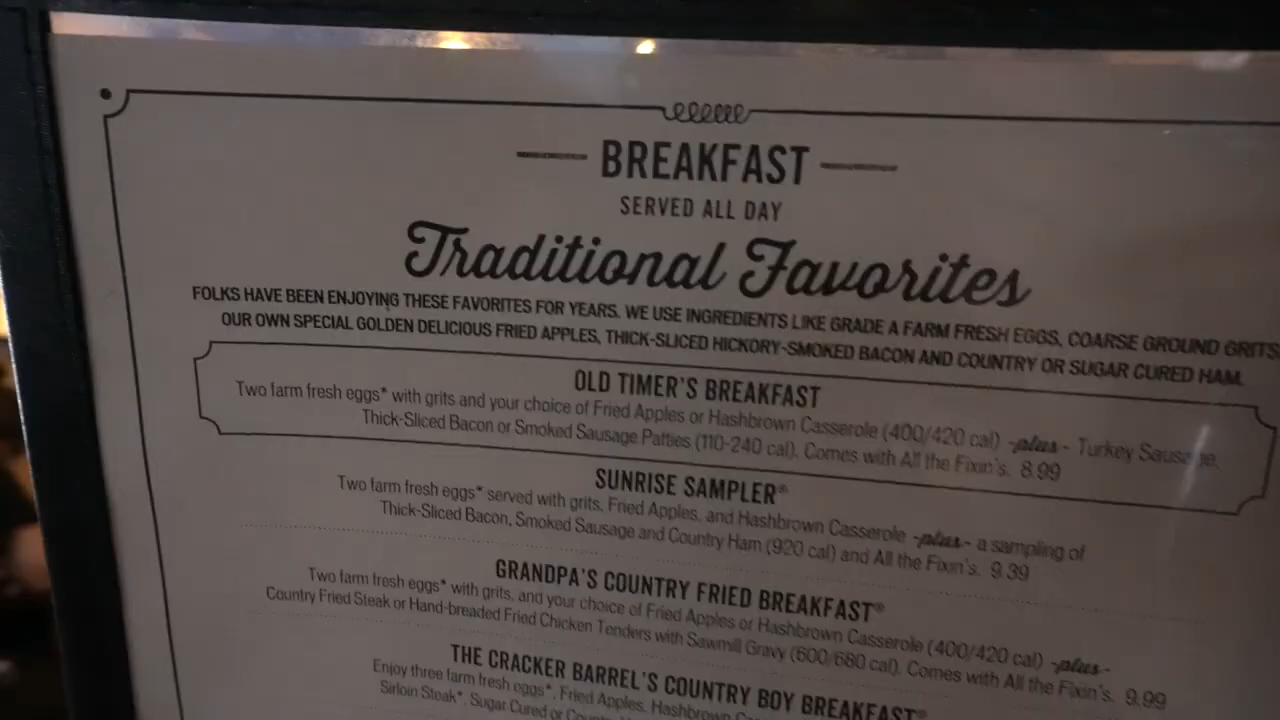 BREAKFAST
SERVED ALL DAY
Traditional Favorites
FOLKS HAVE BEEN ENJOYING THESE FAVORITES FOR YEARS. WE USE INGREDIENTS LIKE GRADE A FARM FRESH EGGS, COARSE GROUND GRITS
OUR OWN SPECIAL GOLDEN DELICIOUS FRIED APPLES, THICK-SLICED HICKORY-SMOKED BACON AND COUNTRY OR SUGAR CURED HAM.
OLD TIMER'S BREAKFAST
Two farm fresh eggs* with grits and your choice of Fried Apples or Hashbrown Casserole (400/420 cal) -plus- Turkey Sausage,
Thick-Sliced Bacon or Smoked Sausage Patties (110-240 cal). Comes with All the Fixin's. 8.99
SUNRISE SAMPLER®
Two farm fresh eggs* served with grits, Fried Apples, and Hashbrown Casserole -plus- a sampling of
Thick-Sliced Bacon, Smoked Sausage and Country Ham (920 cal) and All the Fixin's. 9.39
GRANDPA'S COUNTRY FRIED BREAKFAST®
Two farm fresh eggs* with grits, and your choice of Fried Apples or Hashbrown Casserole (400/420 cal) -plus-
Country Fried Steak or Hand-breaded Fried Chicken Tenders with Sawmill Gravy (600/680 cal). Comes with All the Fixin's. 9.99
THE CRACKER BARREL'S COUNTRY BOY BREAKFAST®
Enjoy three farm fresh eggs*, Fried Apples, Hashbrown
Sirloin Steak*, Sugar Cured or